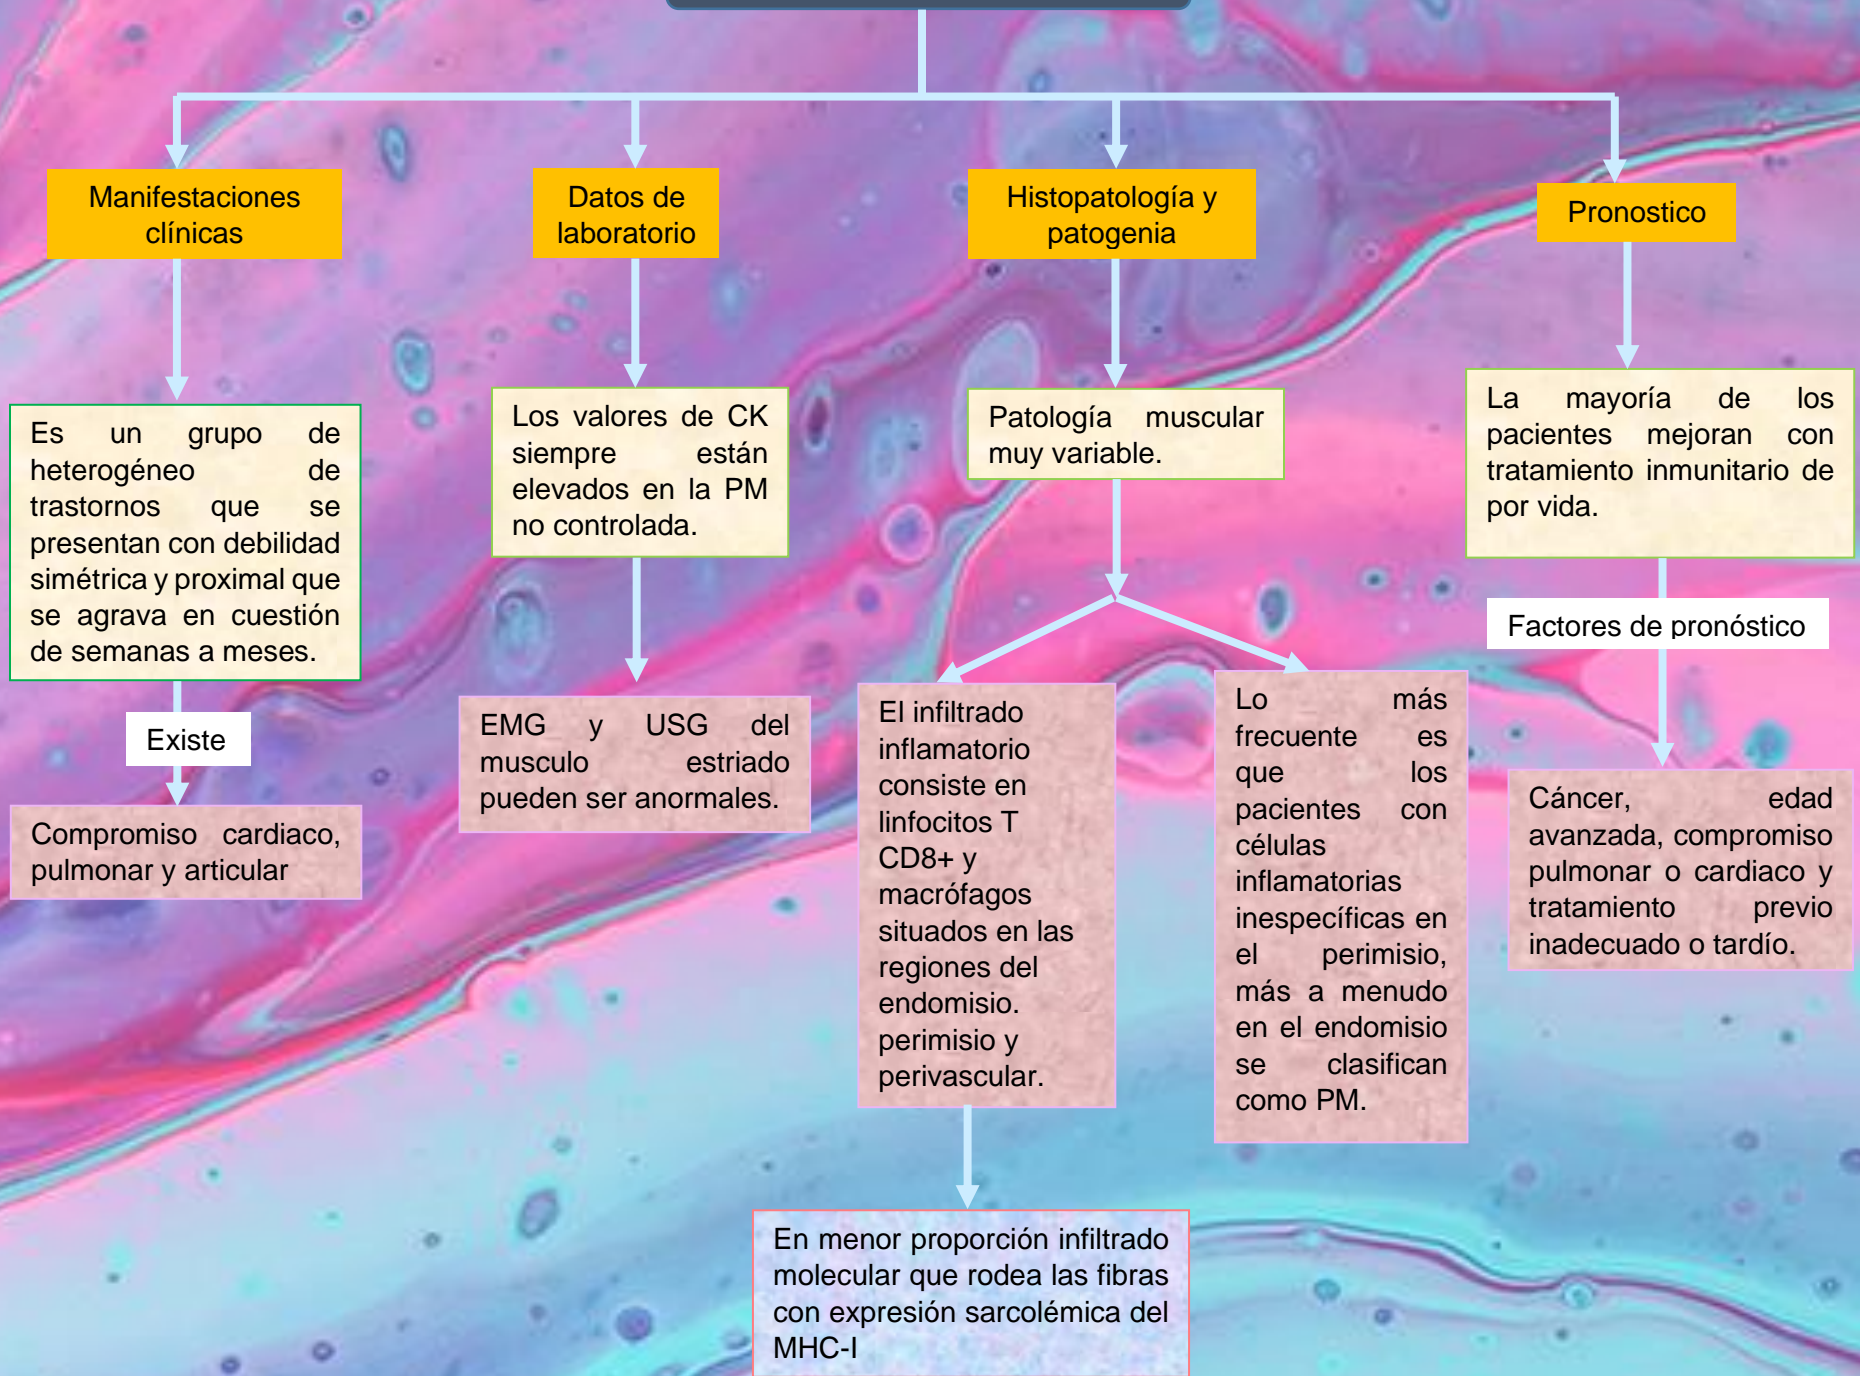 Manifestaciones
clínicas
Es un grupo de
heterogéneo de
trastornos que se
presentan con debilidad
simétrica y proximal que
se agrava en cuestión
de semanas a meses.
Existe
Compromiso cardiaco,
pulmonar y articular
Datos de
laboratorio
Los valores de CK
siempre están
elevados en la PM
no controlada.
EMG y USG del
musculo estriado
pueden ser anormales.
Histopatología y
patogenia
Patología muscular
muy variable.
El infiltrado
inflamatorio
consiste en
linfocitos T
CD8+ y
macrófagos
situados en las
regiones del
endomisio.
perimisio y
perivascular.
En menor proporción infiltrado
molecular que rodea las fibras
con expresión sarcolémica del
MHC-I
Lo más
frecuente es
que los
pacientes con
células
inflamatorias
inespecíficas en
el perimisio,
más a menudo
en el endomisio
se clasifican
como PM.
Pronostico
La mayoría de los
pacientes mejoran con
tratamiento inmunitario de
por vida.
Factores de pronóstico
Cáncer, edad
avanzada, compromiso
pulmonar o cardiaco y
tratamiento previo
inadecuado o tardío.